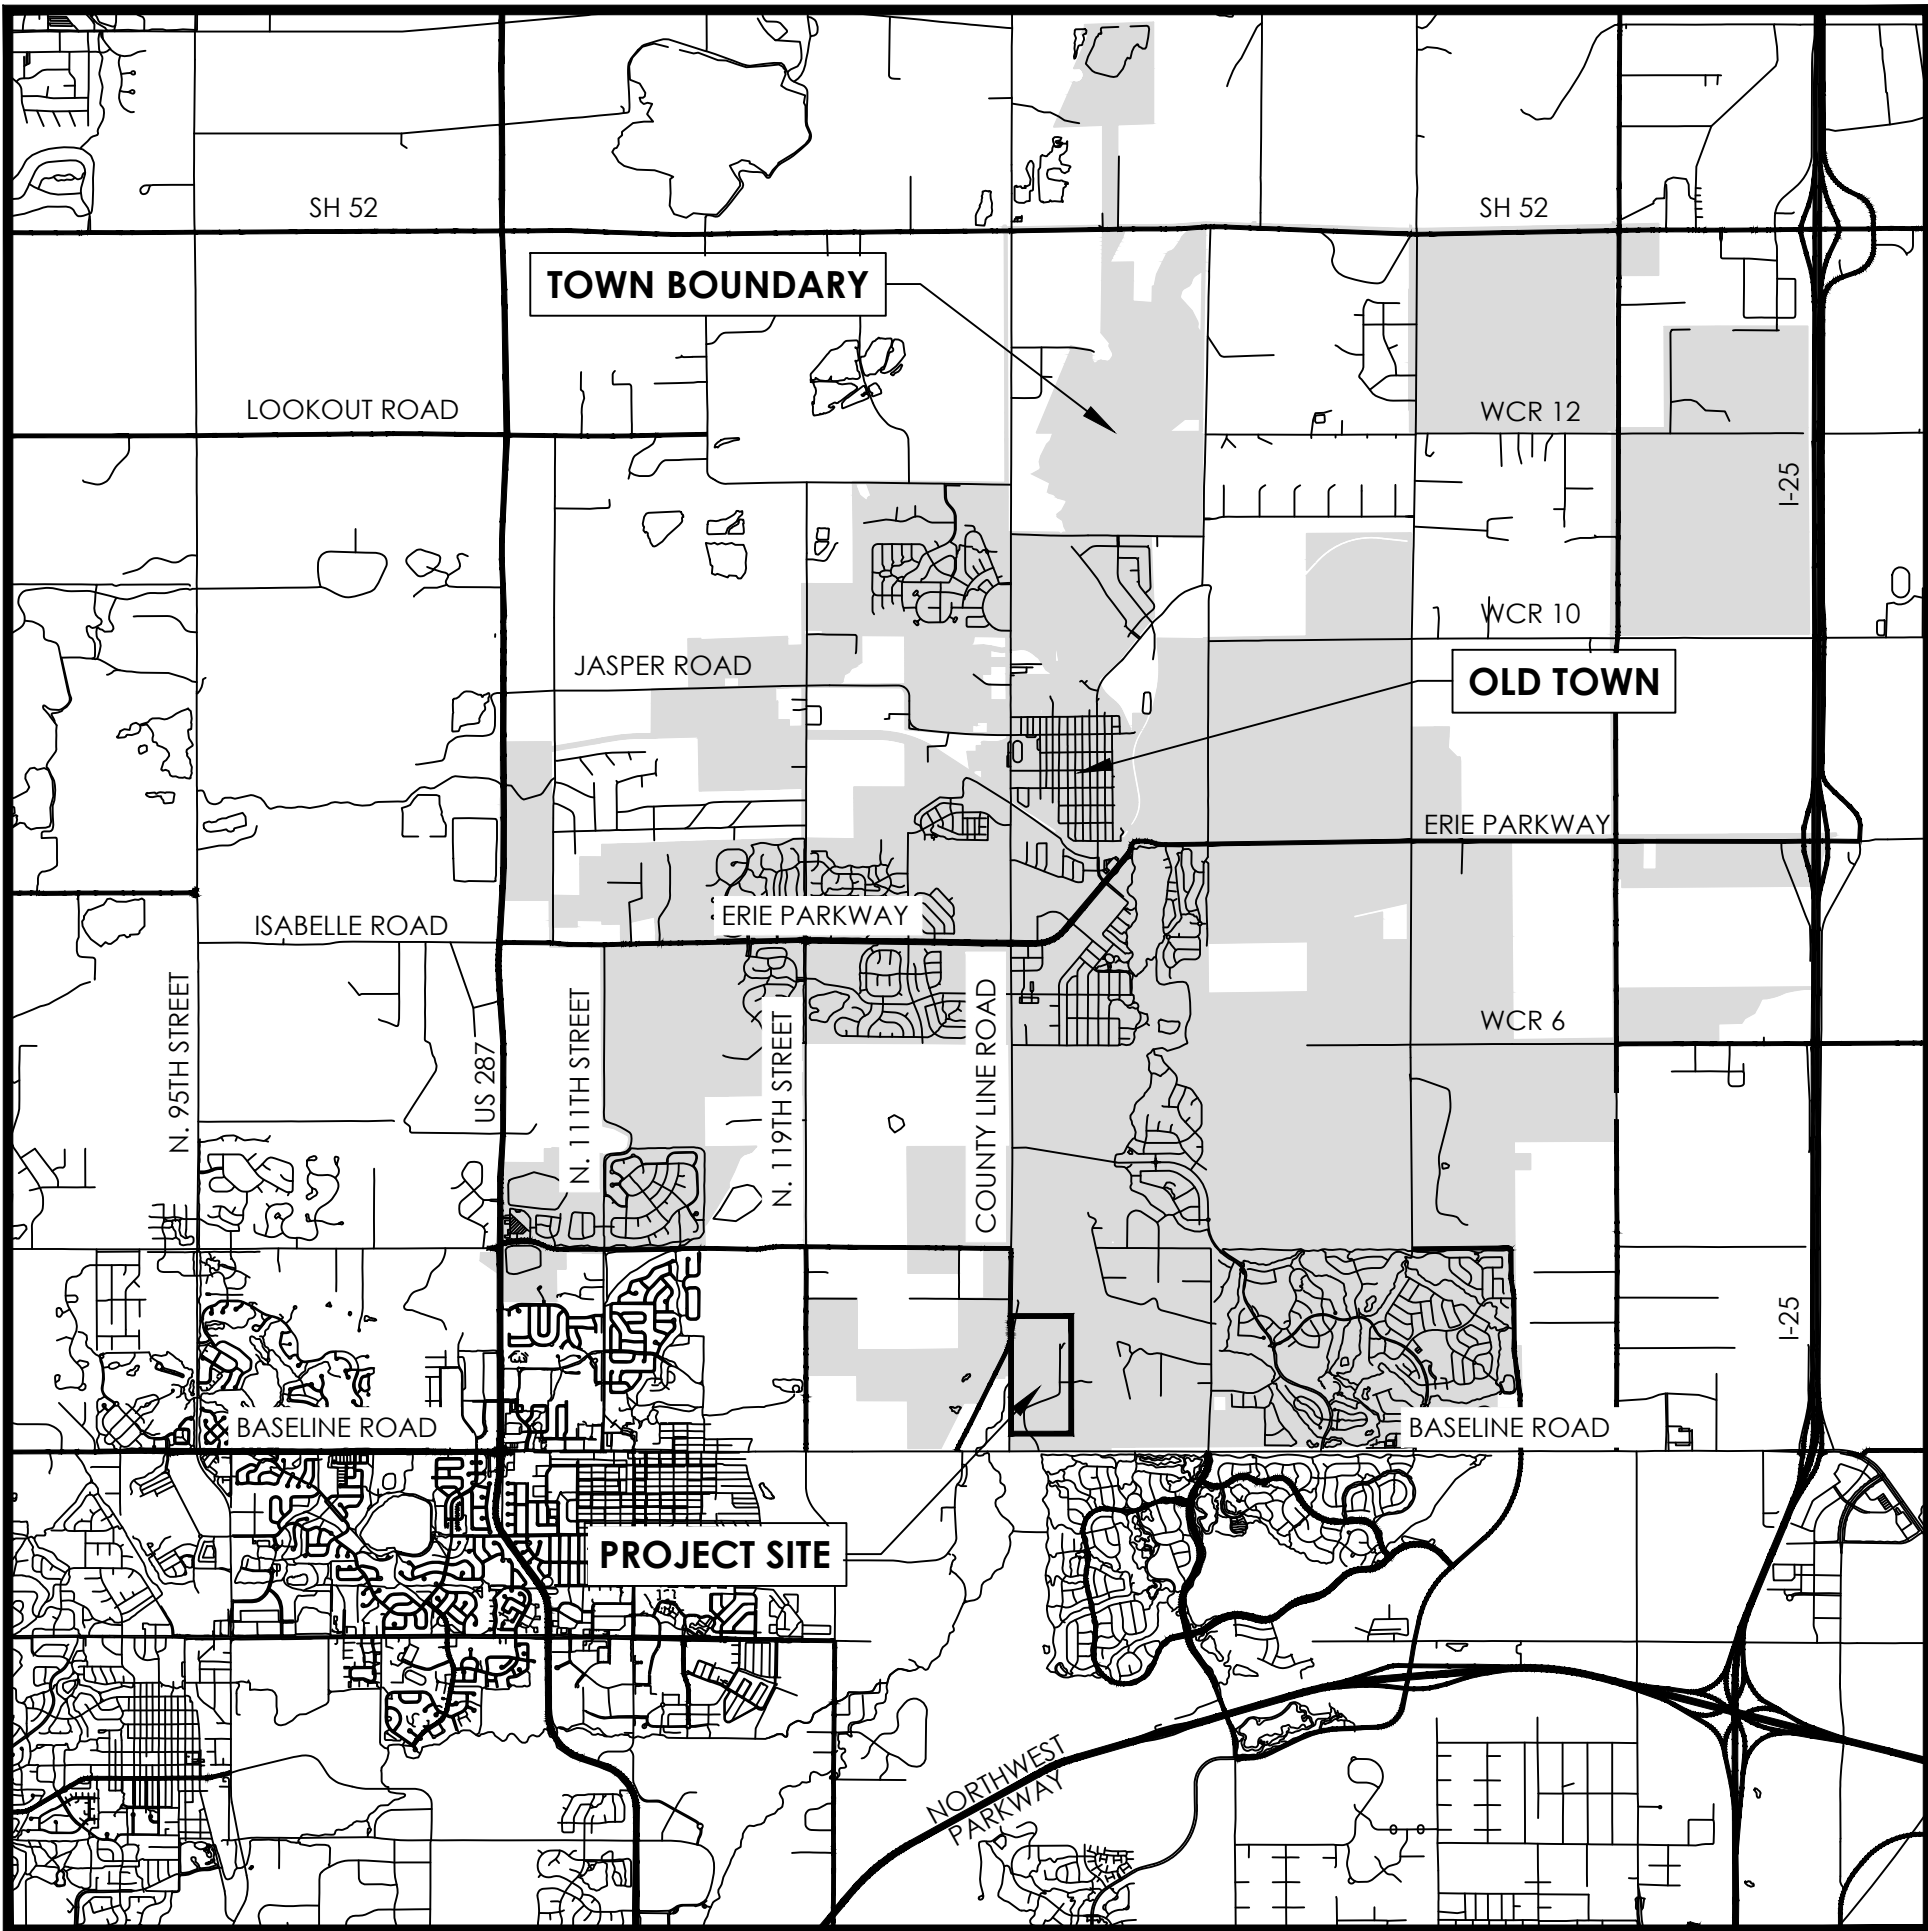 SH 52
SH 52
TOWN BOUNDARY
LOOKOUT ROAD
WCR 12
I-25
WCR 10
JASPER ROAD
OLD TOWN
ERIE PARKWAY
ERIE PARKWAY
ISABELLE ROAD
N. 95TH STREET
US 287
N. 111TH STREET
N. 119TH STREET
COUNTY LINE ROAD
WCR 6
I-25
BASELINE ROAD
BASELINE ROAD
PROJECT SITE
NORTHWEST
PARKWAY